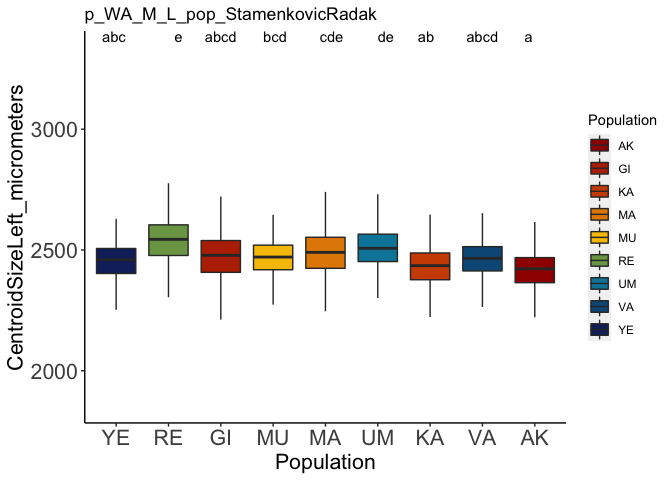 p_WA_M_L_pop_StamenkovicRadak
abc e abcd bcd cde de ab abcd a
CentroidSizeLeft_micrometers
3000
2500
2000
YE RE GI MU MA UM KA VA AK
Population
Population
AK
GI
KA
MA
MU
RE
UM
VA
YE